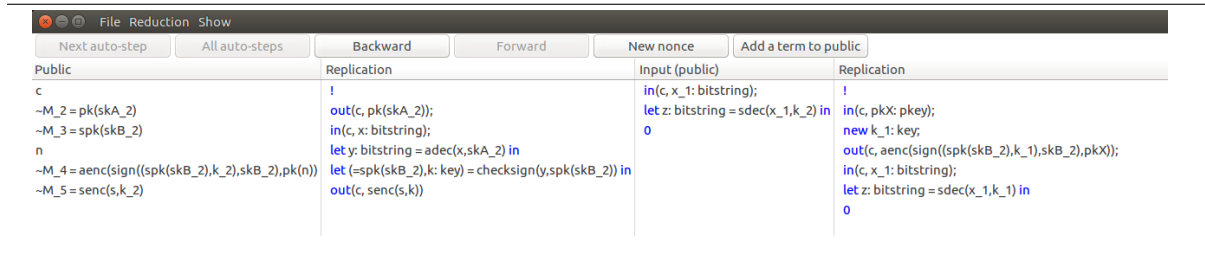 File Reduction Show
Next auto-step All auto-steps Backward Forward New nonce Add a term to public
Public Replication Input (public) Replication
c ! in(c, x_1: bitstring); !
~M_2 = pk(skA_2) out(c, pk(skA_2)); let z: bitstring = sdec(x_1,k_2) in in(c, pkX: pkey);
~M_3 = spk(skB_2) in(c, x: bitstring); 0 new k_1: key;
n let y: bitstring = adec(x,skA_2) in out(c, aenc(sign((spk(skB_2),k_1),skB_2),pkX));
~M_4 = aenc(sign((spk(skB_2),k_2),skB_2),pk(n)) let (=spk(skB_2),k: key) = checksign(y,spk(skB_2)) in in(c, x_1: bitstring);
~M_5 = senc(s,k_2) out(c, senc(s,k)) let z: bitstring = sdec(x_1,k_1) in
0